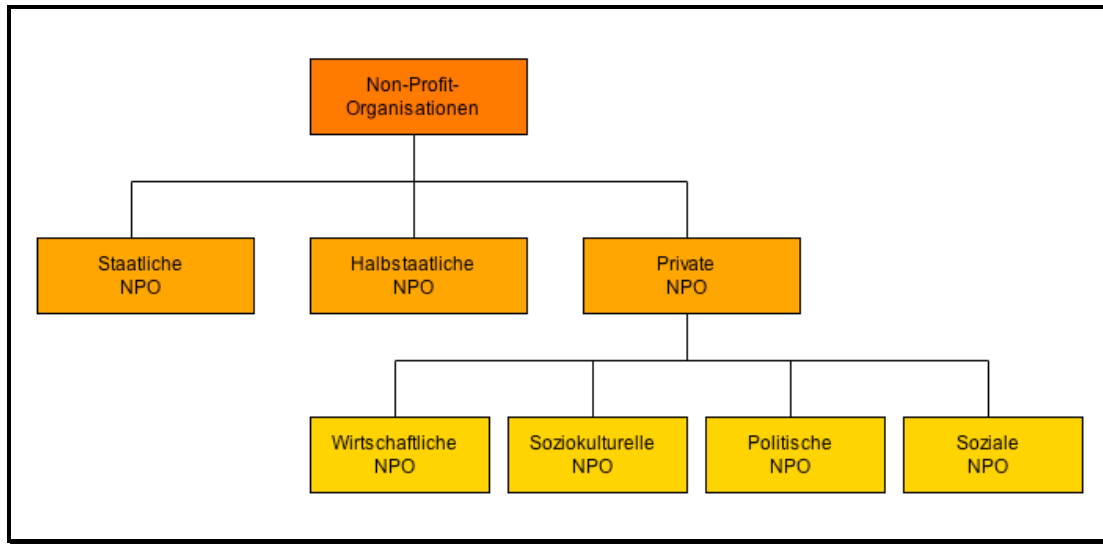 Non-Profit-
Organisationen
Staatliche
NPO
Halbstaatliche
NPO
Private
NPO
Wirtschaftliche
NPO
Soziokulturelle
NPO
Politische
NPO
Soziale
NPO